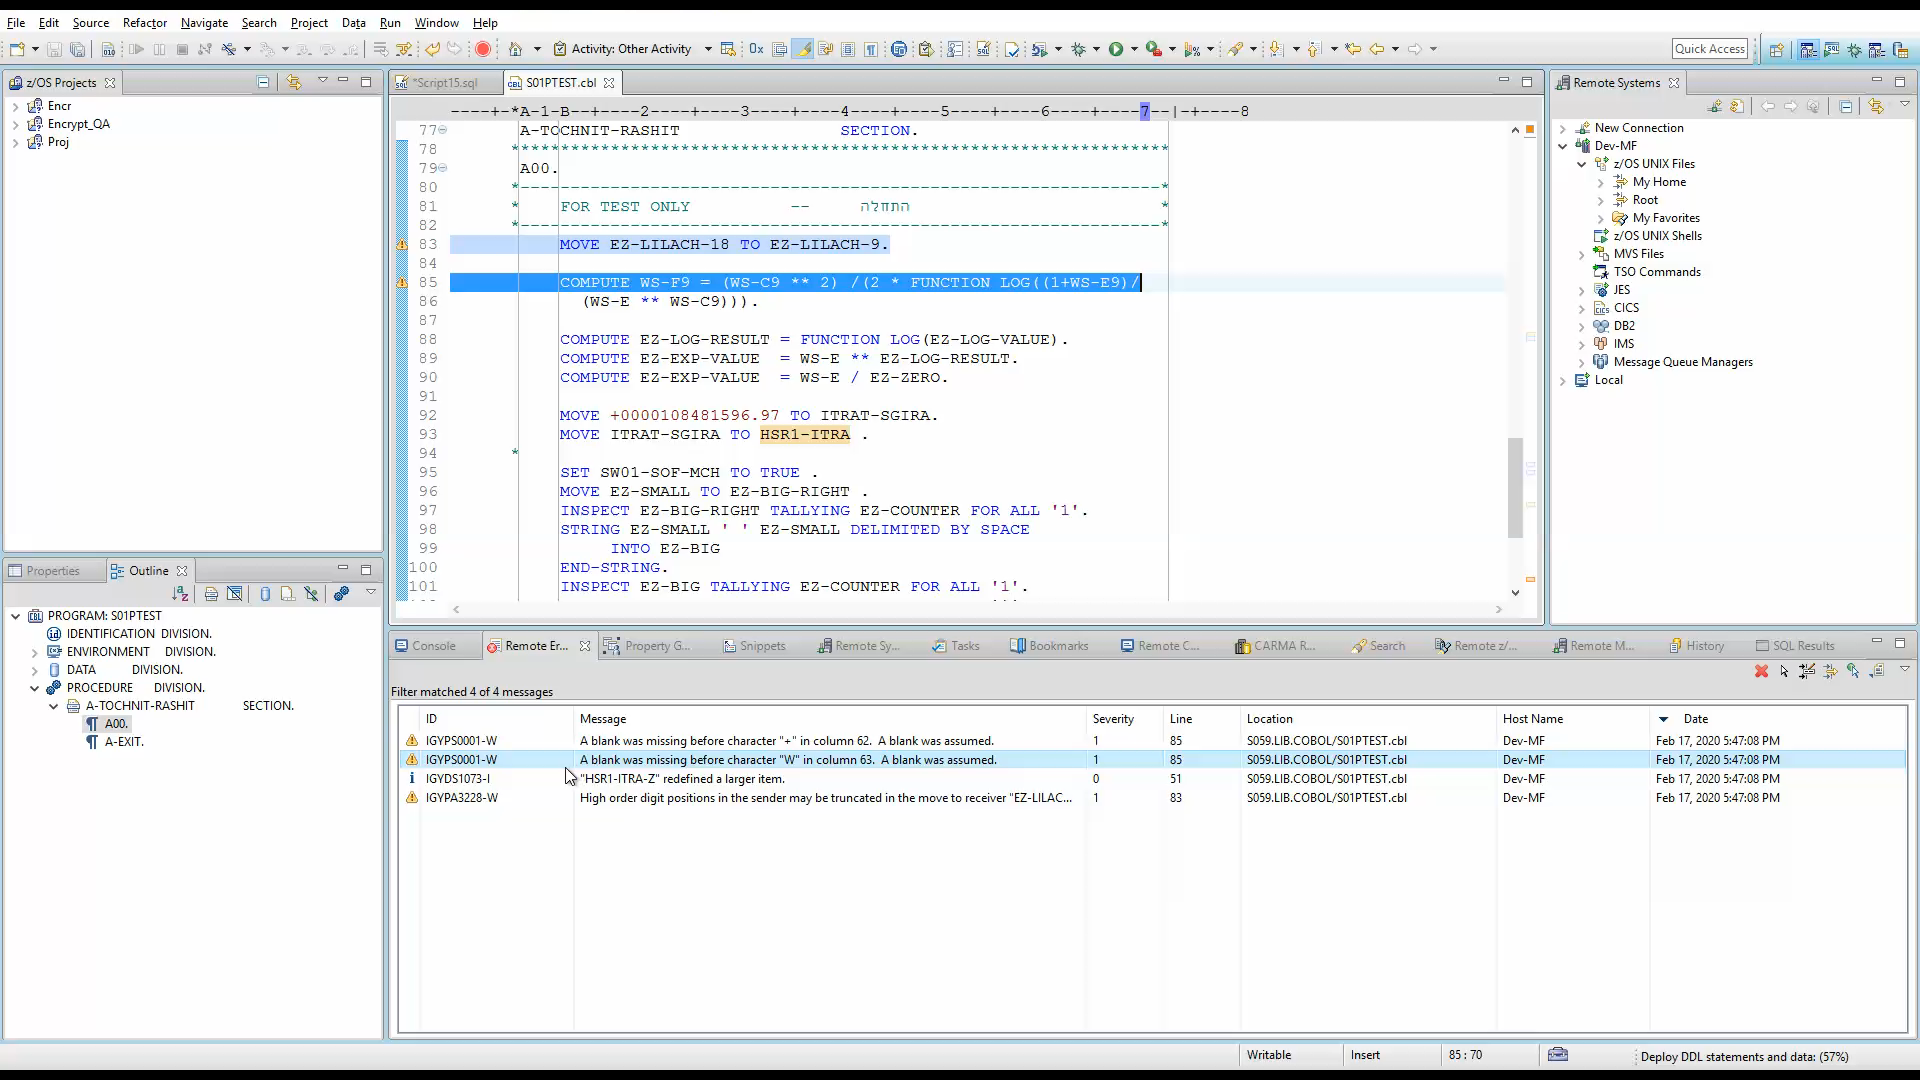 File Edit Source Refactor Navigate Search Project Data Run Window Help
Activity: Other Activity
Quick Access
z/OS Projects
Encr
Encrypt_QA
Proj
*Script15.sql S01PTEST.cbl
----+-*A-1-B--+----2----+----3----+----4----+----5----+----6----+----7--|-+----8
77 A-TOCHNIT-RASHIT SECTION.
78 *****************************************************************
79 A00.
80 *----------------------------------------------------------------*
81 * FOR TEST ONLY -- התחלה *
82 *----------------------------------------------------------------*
83 MOVE EZ-LILACH-18 TO EZ-LILACH-9.
84
85 COMPUTE WS-F9 = (WS-C9 ** 2) /(2 * FUNCTION LOG((1+WS-E9)/
86 (WS-E ** WS-C9))).
87
88 COMPUTE EZ-LOG-RESULT = FUNCTION LOG(EZ-LOG-VALUE).
89 COMPUTE EZ-EXP-VALUE = WS-E ** EZ-LOG-RESULT.
90 COMPUTE EZ-EXP-VALUE = WS-E / EZ-ZERO.
91
92 MOVE +0000108481596.97 TO ITRAT-SGIRA.
93 MOVE ITRAT-SGIRA TO HSR1-ITRA .
94 *
95 SET SW01-SOF-MCH TO TRUE .
96 MOVE EZ-SMALL TO EZ-BIG-RIGHT .
97 INSPECT EZ-BIG-RIGHT TALLYING EZ-COUNTER FOR ALL '1'.
98 STRING EZ-SMALL ' ' EZ-SMALL DELIMITED BY SPACE
99 INTO EZ-BIG
100 END-STRING.
101 INSPECT EZ-BIG TALLYING EZ-COUNTER FOR ALL '1'.
Remote Systems
New Connection
Dev-MF
z/OS UNIX Files
My Home
Root
My Favorites
z/OS UNIX Shells
MVS Files
TSO Commands
JES
CICS
DB2
IMS
Message Queue Managers
Local
Properties Outline
PROGRAM: S01PTEST
IDENTIFICATION DIVISION.
ENVIRONMENT DIVISION.
DATA DIVISION.
PROCEDURE DIVISION.
A-TOCHNIT-RASHIT SECTION.
A00.
A-EXIT.
Console Remote Er... Property G... Snippets Remote Sy... Tasks Bookmarks Remote C... CARMA R... Search Remote z/... Remote M... History SQL Results
Filter matched 4 of 4 messages
ID Message Severity Line Location Host Name Date
IGYPS0001-W A blank was missing before character "+" in column 62. A blank was assumed. 1 85 S059.LIB.COBOL/S01PTEST.cbl Dev-MF Feb 17, 2020 5:47:08 PM
IGYPS0001-W A blank was missing before character "W" in column 63. A blank was assumed. 1 85 S059.LIB.COBOL/S01PTEST.cbl Dev-MF Feb 17, 2020 5:47:08 PM
IGYDS1073-I "HSR1-ITRA-Z" redefined a larger item. 0 51 S059.LIB.COBOL/S01PTEST.cbl Dev-MF Feb 17, 2020 5:47:08 PM
IGYPA3228-W High order digit positions in the sender may be truncated in the move to receiver "EZ-LILAC... 1 83 S059.LIB.COBOL/S01PTEST.cbl Dev-MF Feb 17, 2020 5:47:08 PM
Writable Insert 85 : 70 Deploy DDL statements and data: (57%)